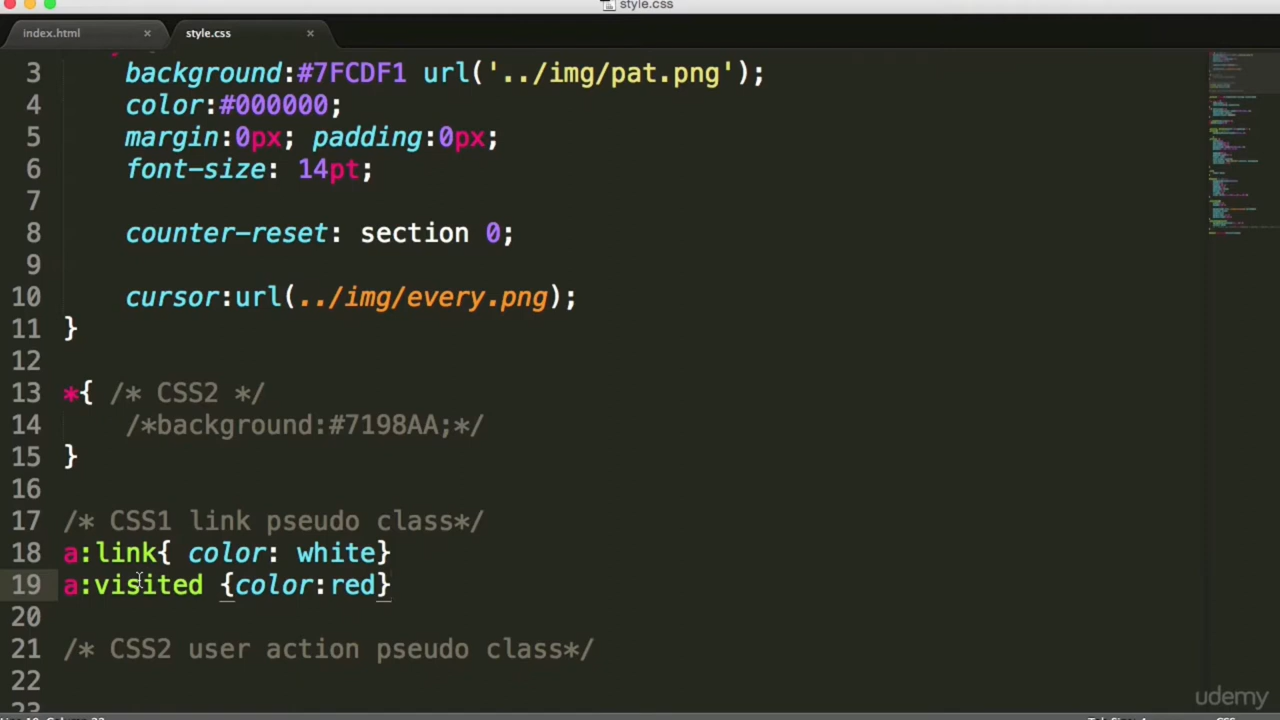 style.css
index.html × style.css ×
3 background:#7FCDF1 url('../img/pat.png');
4 color:#000000;
5 margin:0px; padding:0px;
6 font-size: 14pt;
7
8 counter-reset: section 0;
9
10 cursor:url(../img/every.png);
11 }
12
13 *{ /* CSS2 */
14 /*background:#7198AA;*/
15 }
16
17 /* CSS1 link pseudo class*/
18 a:link{ color: white}
19 a:visited {color:red}
20
21 /* CSS2 user action pseudo class*/
22
udemy